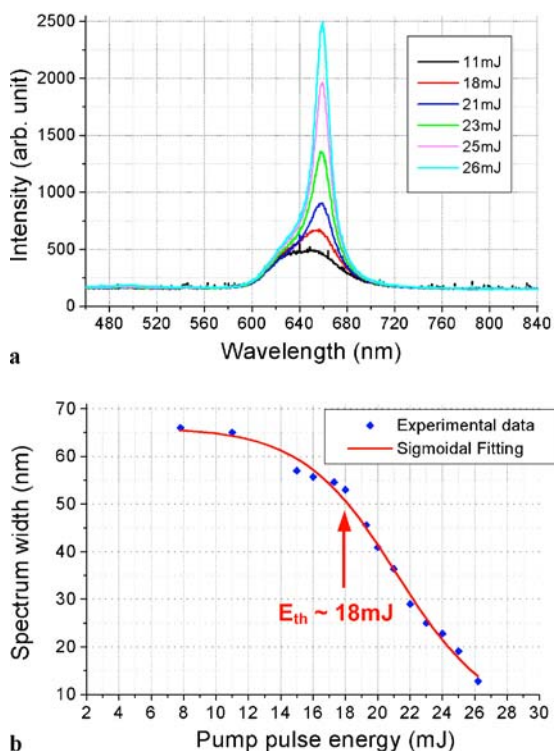 2500
2000
1500
1000
500
0
Intensity (arb. unit)
11mJ
18mJ
21mJ
23mJ
25mJ
26mJ
480 520 560 600 640 680 720 760 800 840
Wavelength (nm)
a
70
60
50
40
30
20
10
Spectrum width (nm)
Experimental data
Sigmoidal Fitting
Eth ~ 18mJ
2 4 6 8 10 12 14 16 18 20 22 24 26 28 30
Pump pulse energy (mJ)
b